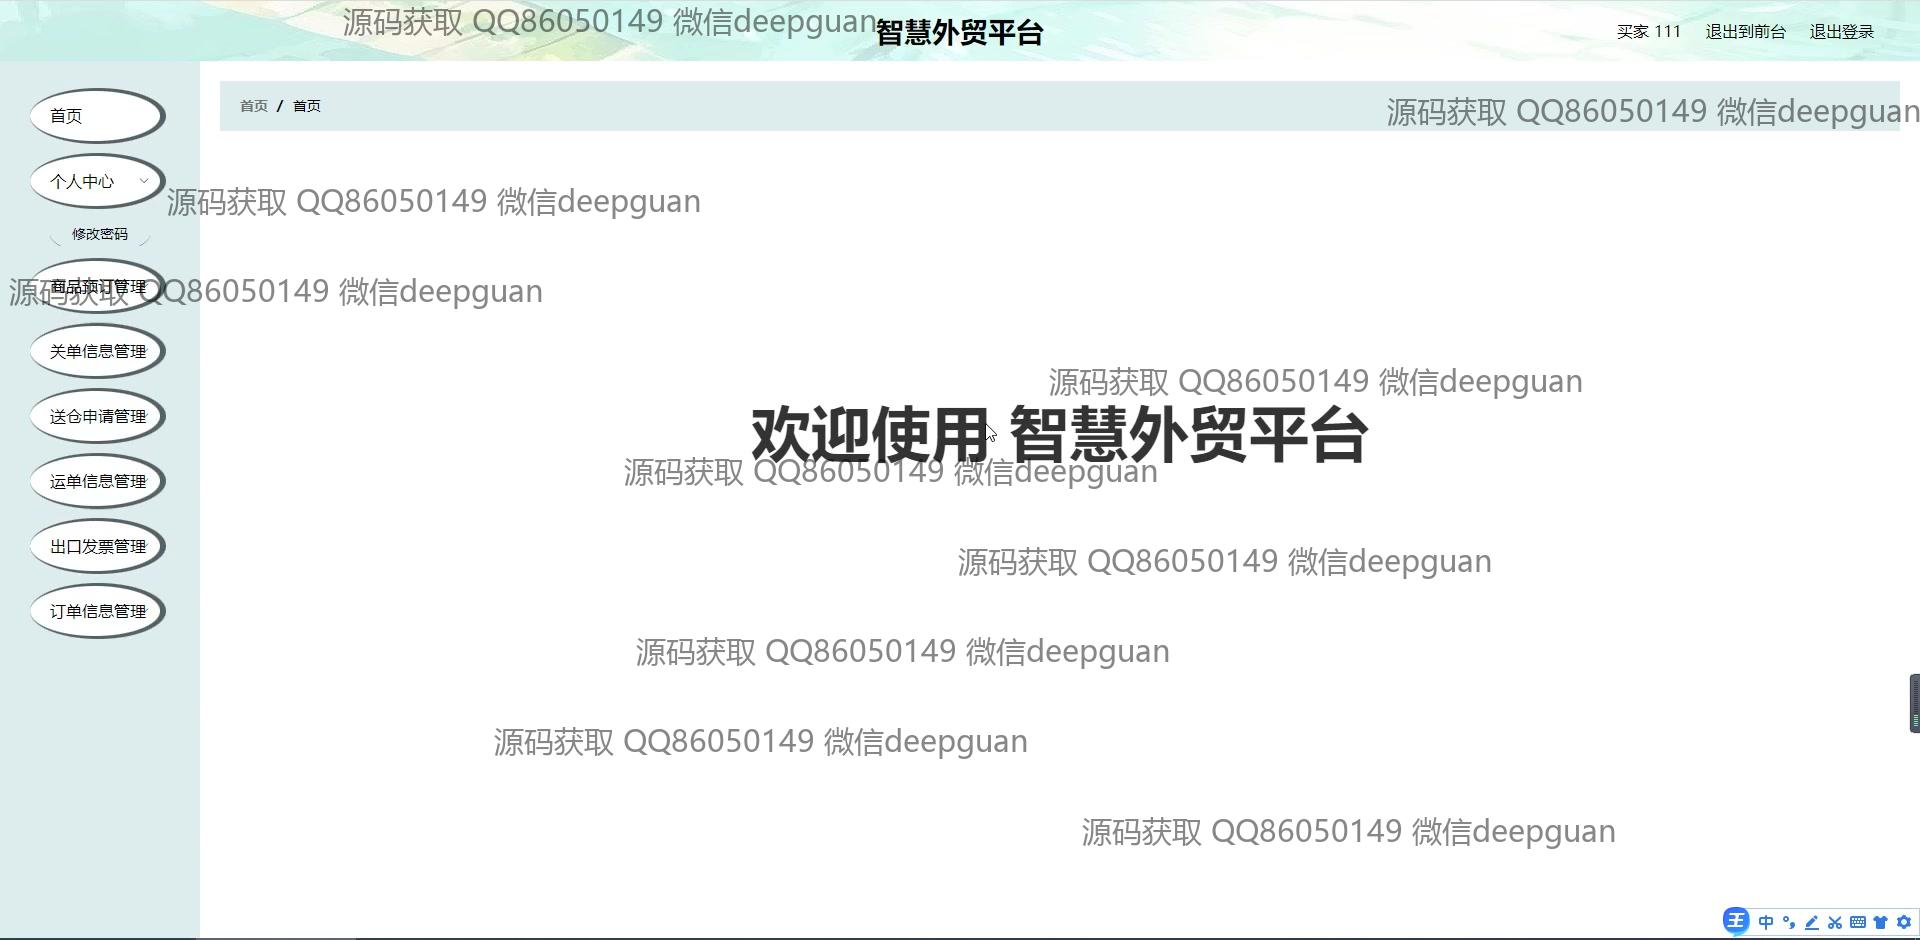 源码获取 QQ86050149 微信deepguan
智慧外贸平台
买家 111 退出到前台 退出登录
首页
首页 / 首页
源码获取 QQ86050149 微信deepguan
个人中心
源码获取 QQ86050149 微信deepguan
修改密码
商品预订管理
源码获取 QQ86050149 微信deepguan
关单信息管理
源码获取 QQ86050149 微信deepguan
送仓申请管理
欢迎使用 智慧外贸平台
源码获取 QQ86050149 微信deepguan
运单信息管理
出口发票管理
源码获取 QQ86050149 微信deepguan
订单信息管理
源码获取 QQ86050149 微信deepguan
源码获取 QQ86050149 微信deepguan
源码获取 QQ86050149 微信deepguan
王 中